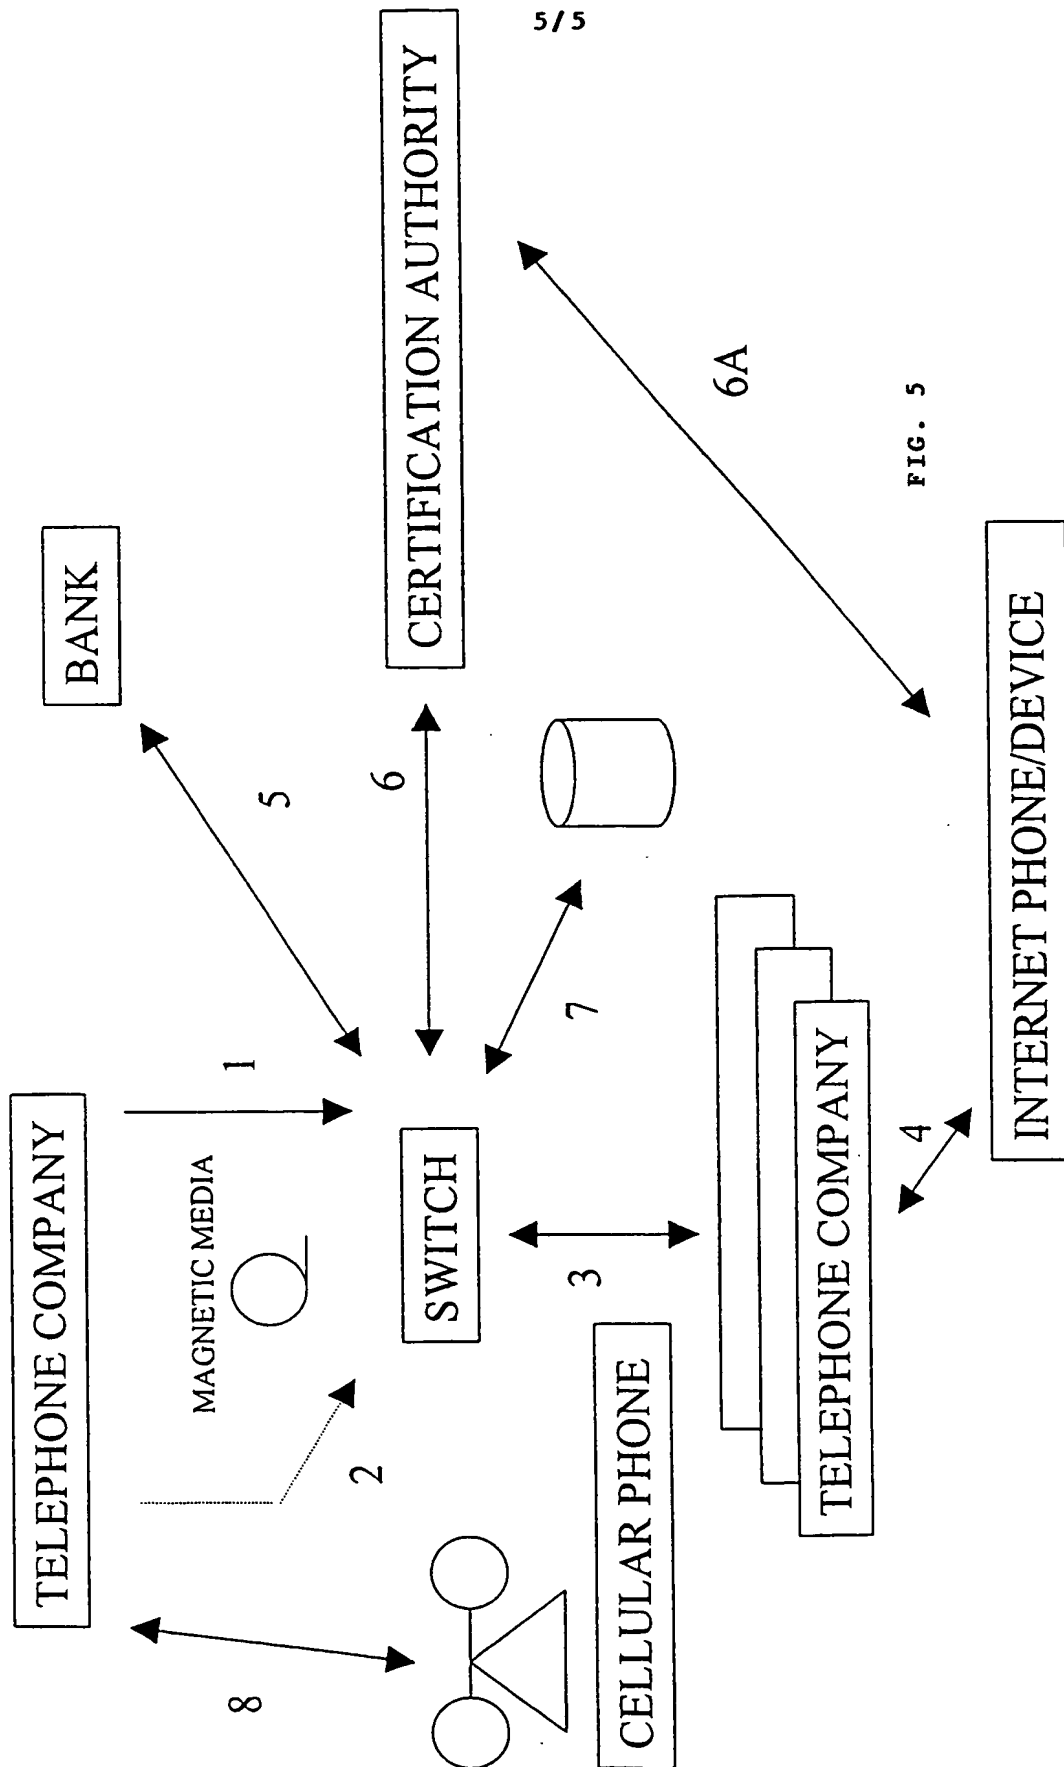 5/5
TELEPHONE COMPANY
BANK
1
MAGNETIC MEDIA
5
8
2
6
SWITCH
CERTIFICATION AUTHORITY
3
7
CELLULAR PHONE
6A
TELEPHONE COMPANY
4
FIG. 5
INTERNET PHONE/DEVICE